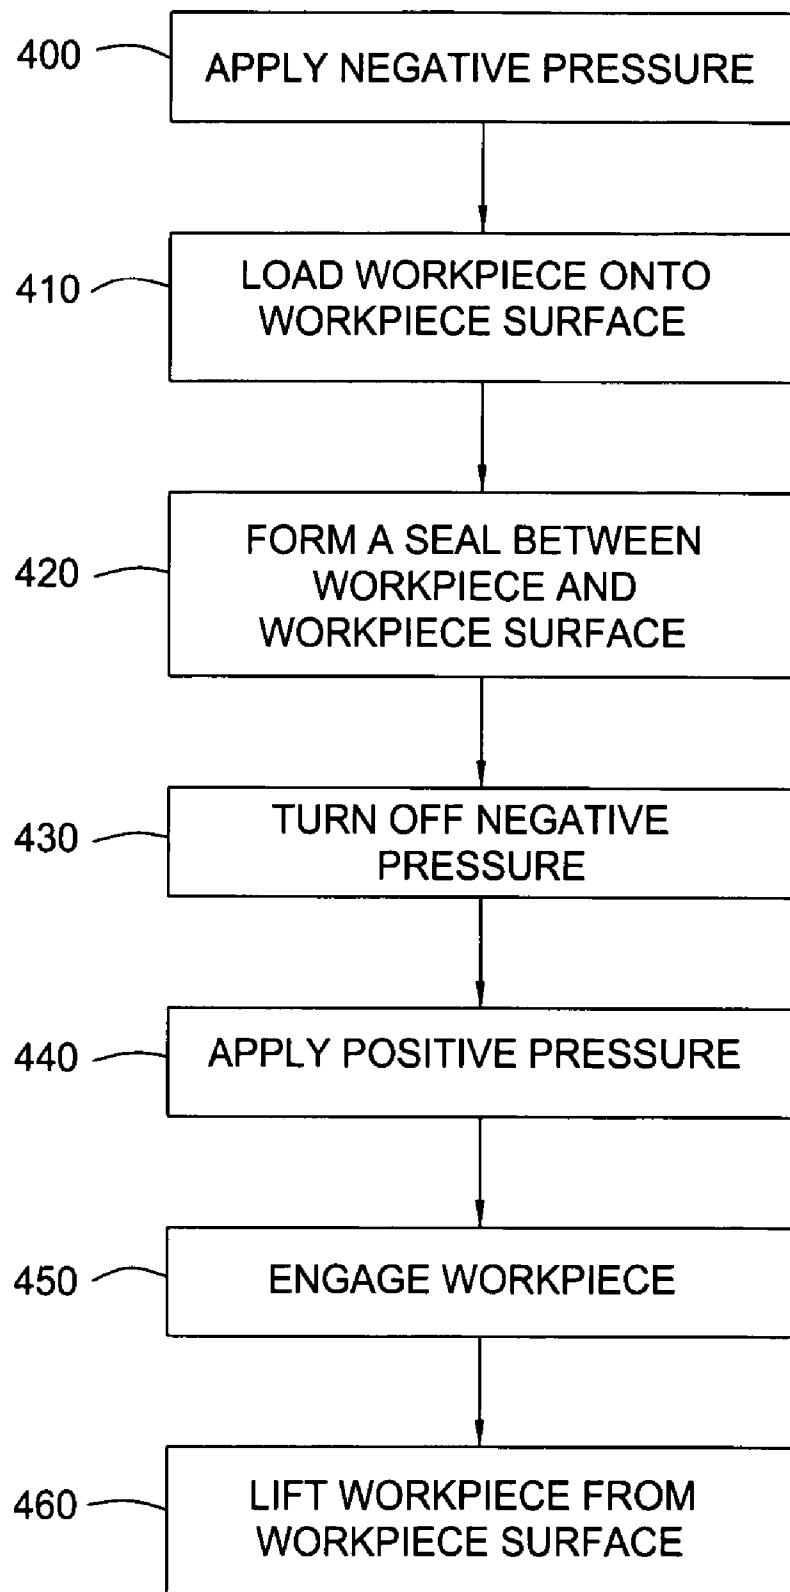 400
APPLY NEGATIVE PRESSURE
410
LOAD WORKPIECE ONTO
WORKPIECE SURFACE
420
FORM A SEAL BETWEEN
WORKPIECE AND
WORKPIECE SURFACE
430
TURN OFF NEGATIVE
PRESSURE
440
APPLY POSITIVE PRESSURE
450
ENGAGE WORKPIECE
460
LIFT WORKPIECE FROM
WORKPIECE SURFACE